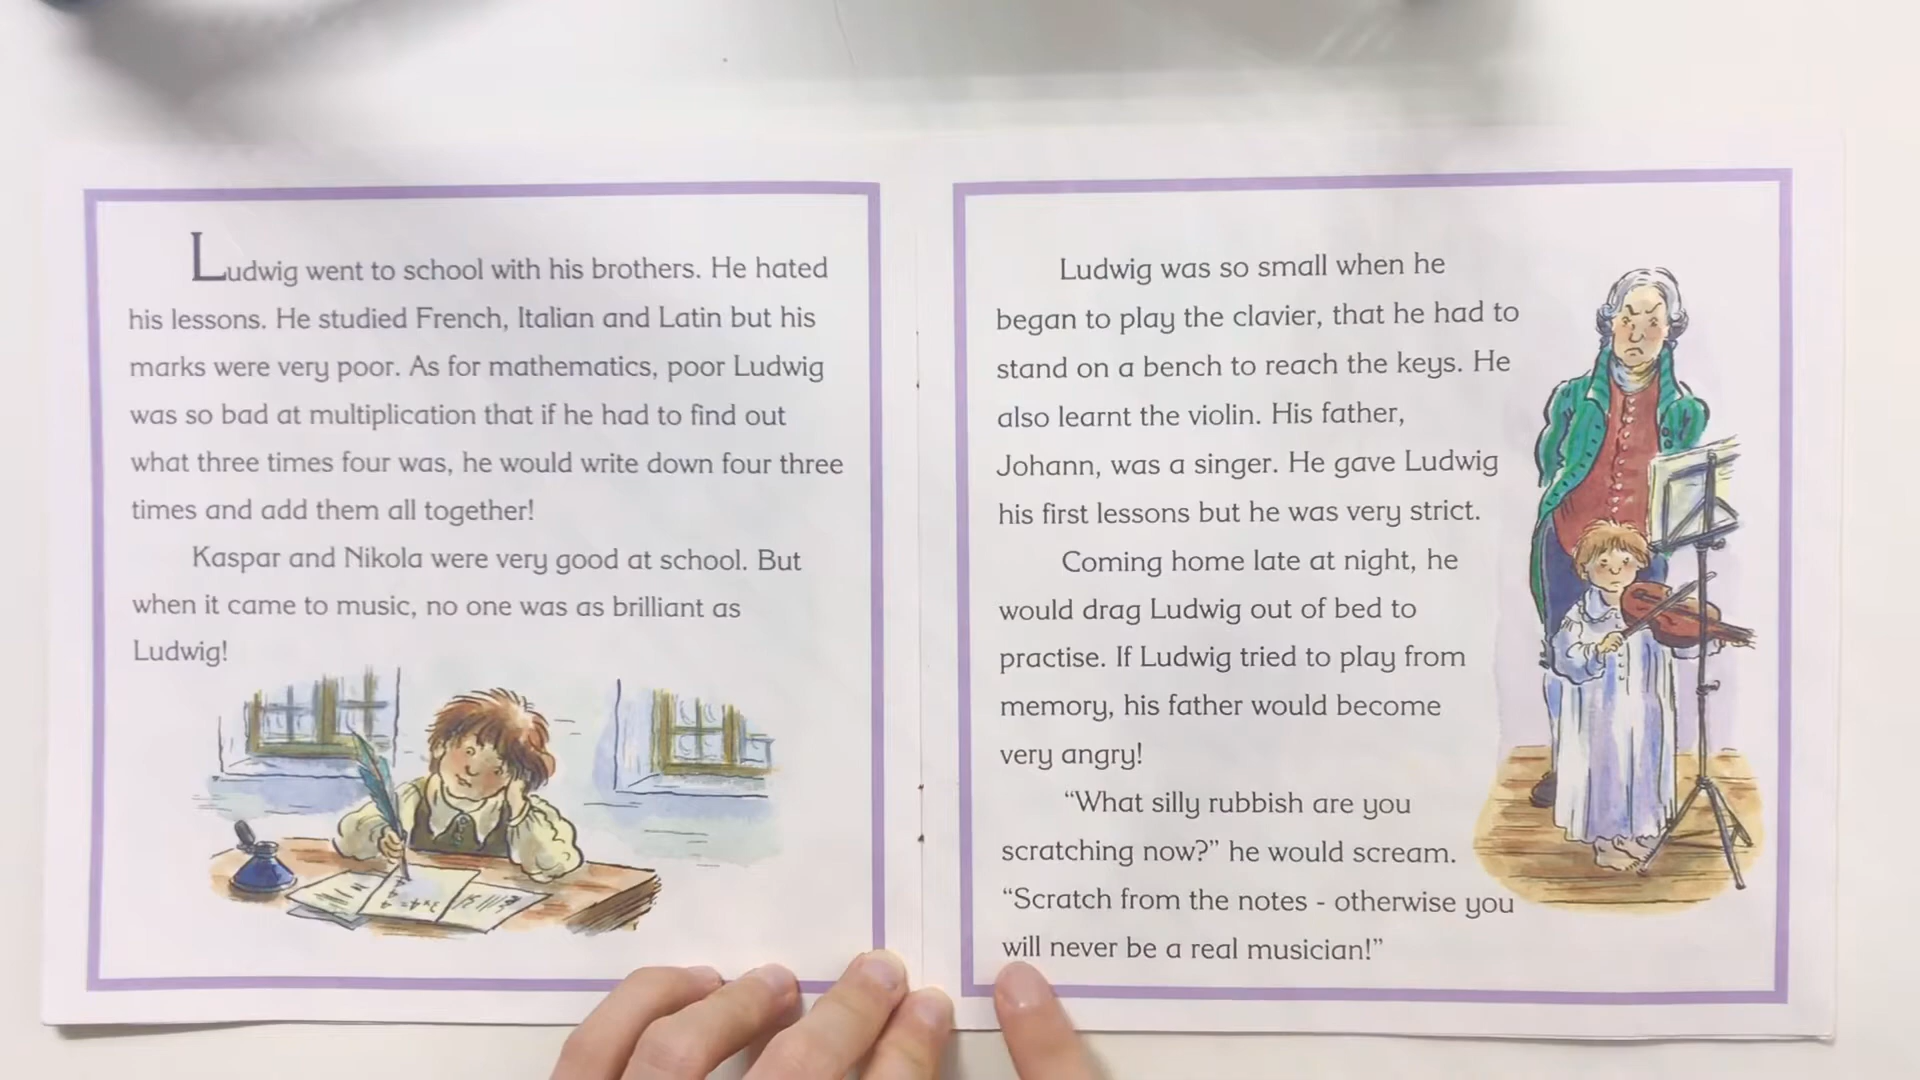 Ludwig went to school with his brothers. He hated
his lessons. He studied French, Italian and Latin but his
marks were very poor. As for mathematics, poor Ludwig
was so bad at multiplication that if he had to find out
what three times four was, he would write down four three
times and add them all together!
Kaspar and Nikola were very good at school. But
when it came to music, no one was as brilliant as
Ludwig!
Ludwig was so small when he
began to play the clavier, that he had to
stand on a bench to reach the keys. He
also learnt the violin. His father,
Johann, was a singer. He gave Ludwig
his first lessons but he was very strict.
Coming home late at night, he
would drag Ludwig out of bed to
practise. If Ludwig tried to play from
memory, his father would become
very angry!
“What silly rubbish are you
scratching now?” he would scream.
“Scratch from the notes - otherwise you
will never be a real musician!”